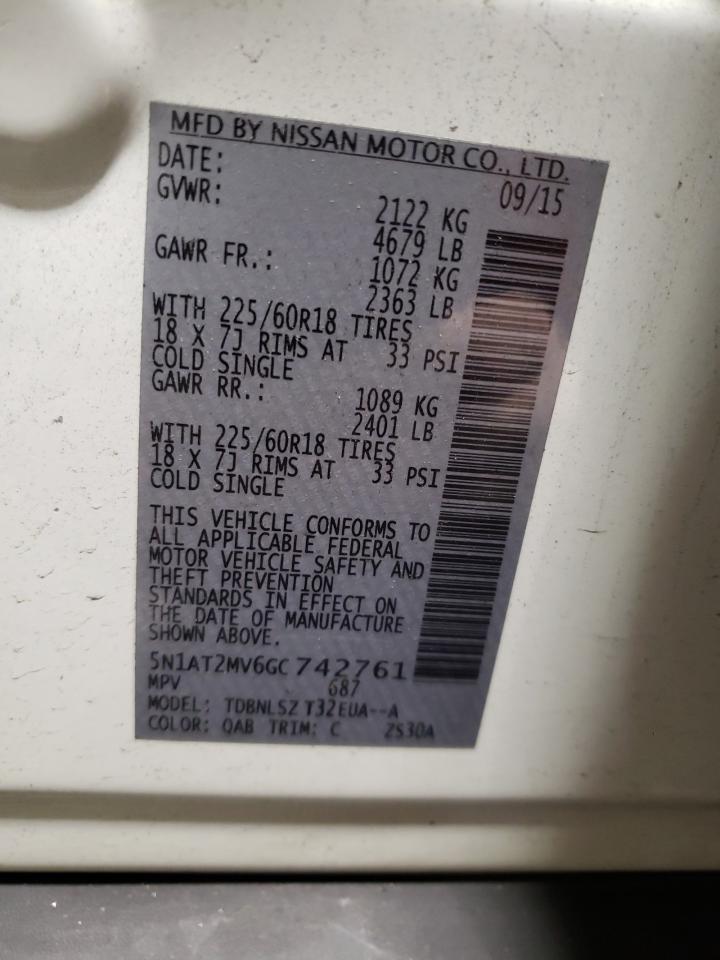 MFD BY NISSAN MOTOR CO., LTD.
DATE: 09/15
GVWR: 2122 KG
4679 LB
GAWR FR.: 1072 KG
2363 LB
WITH 225/60R18 TIRES
18 X 7J RIMS AT 33 PSI
COLD SINGLE
GAWR RR.: 1089 KG
2401 LB
WITH 225/60R18 TIRES
18 X 7J RIMS AT 33 PSI
COLD SINGLE
THIS VEHICLE CONFORMS TO
ALL APPLICABLE FEDERAL
MOTOR VEHICLE SAFETY AND
THEFT PREVENTION
STANDARDS IN EFFECT ON
THE DATE OF MANUFACTURE
SHOWN ABOVE.
5N1AT2MV6GC742761
MPV 687
MODEL: TDBNLSZ T32EUA--A
COLOR: QAB TRIM: C ZS30A